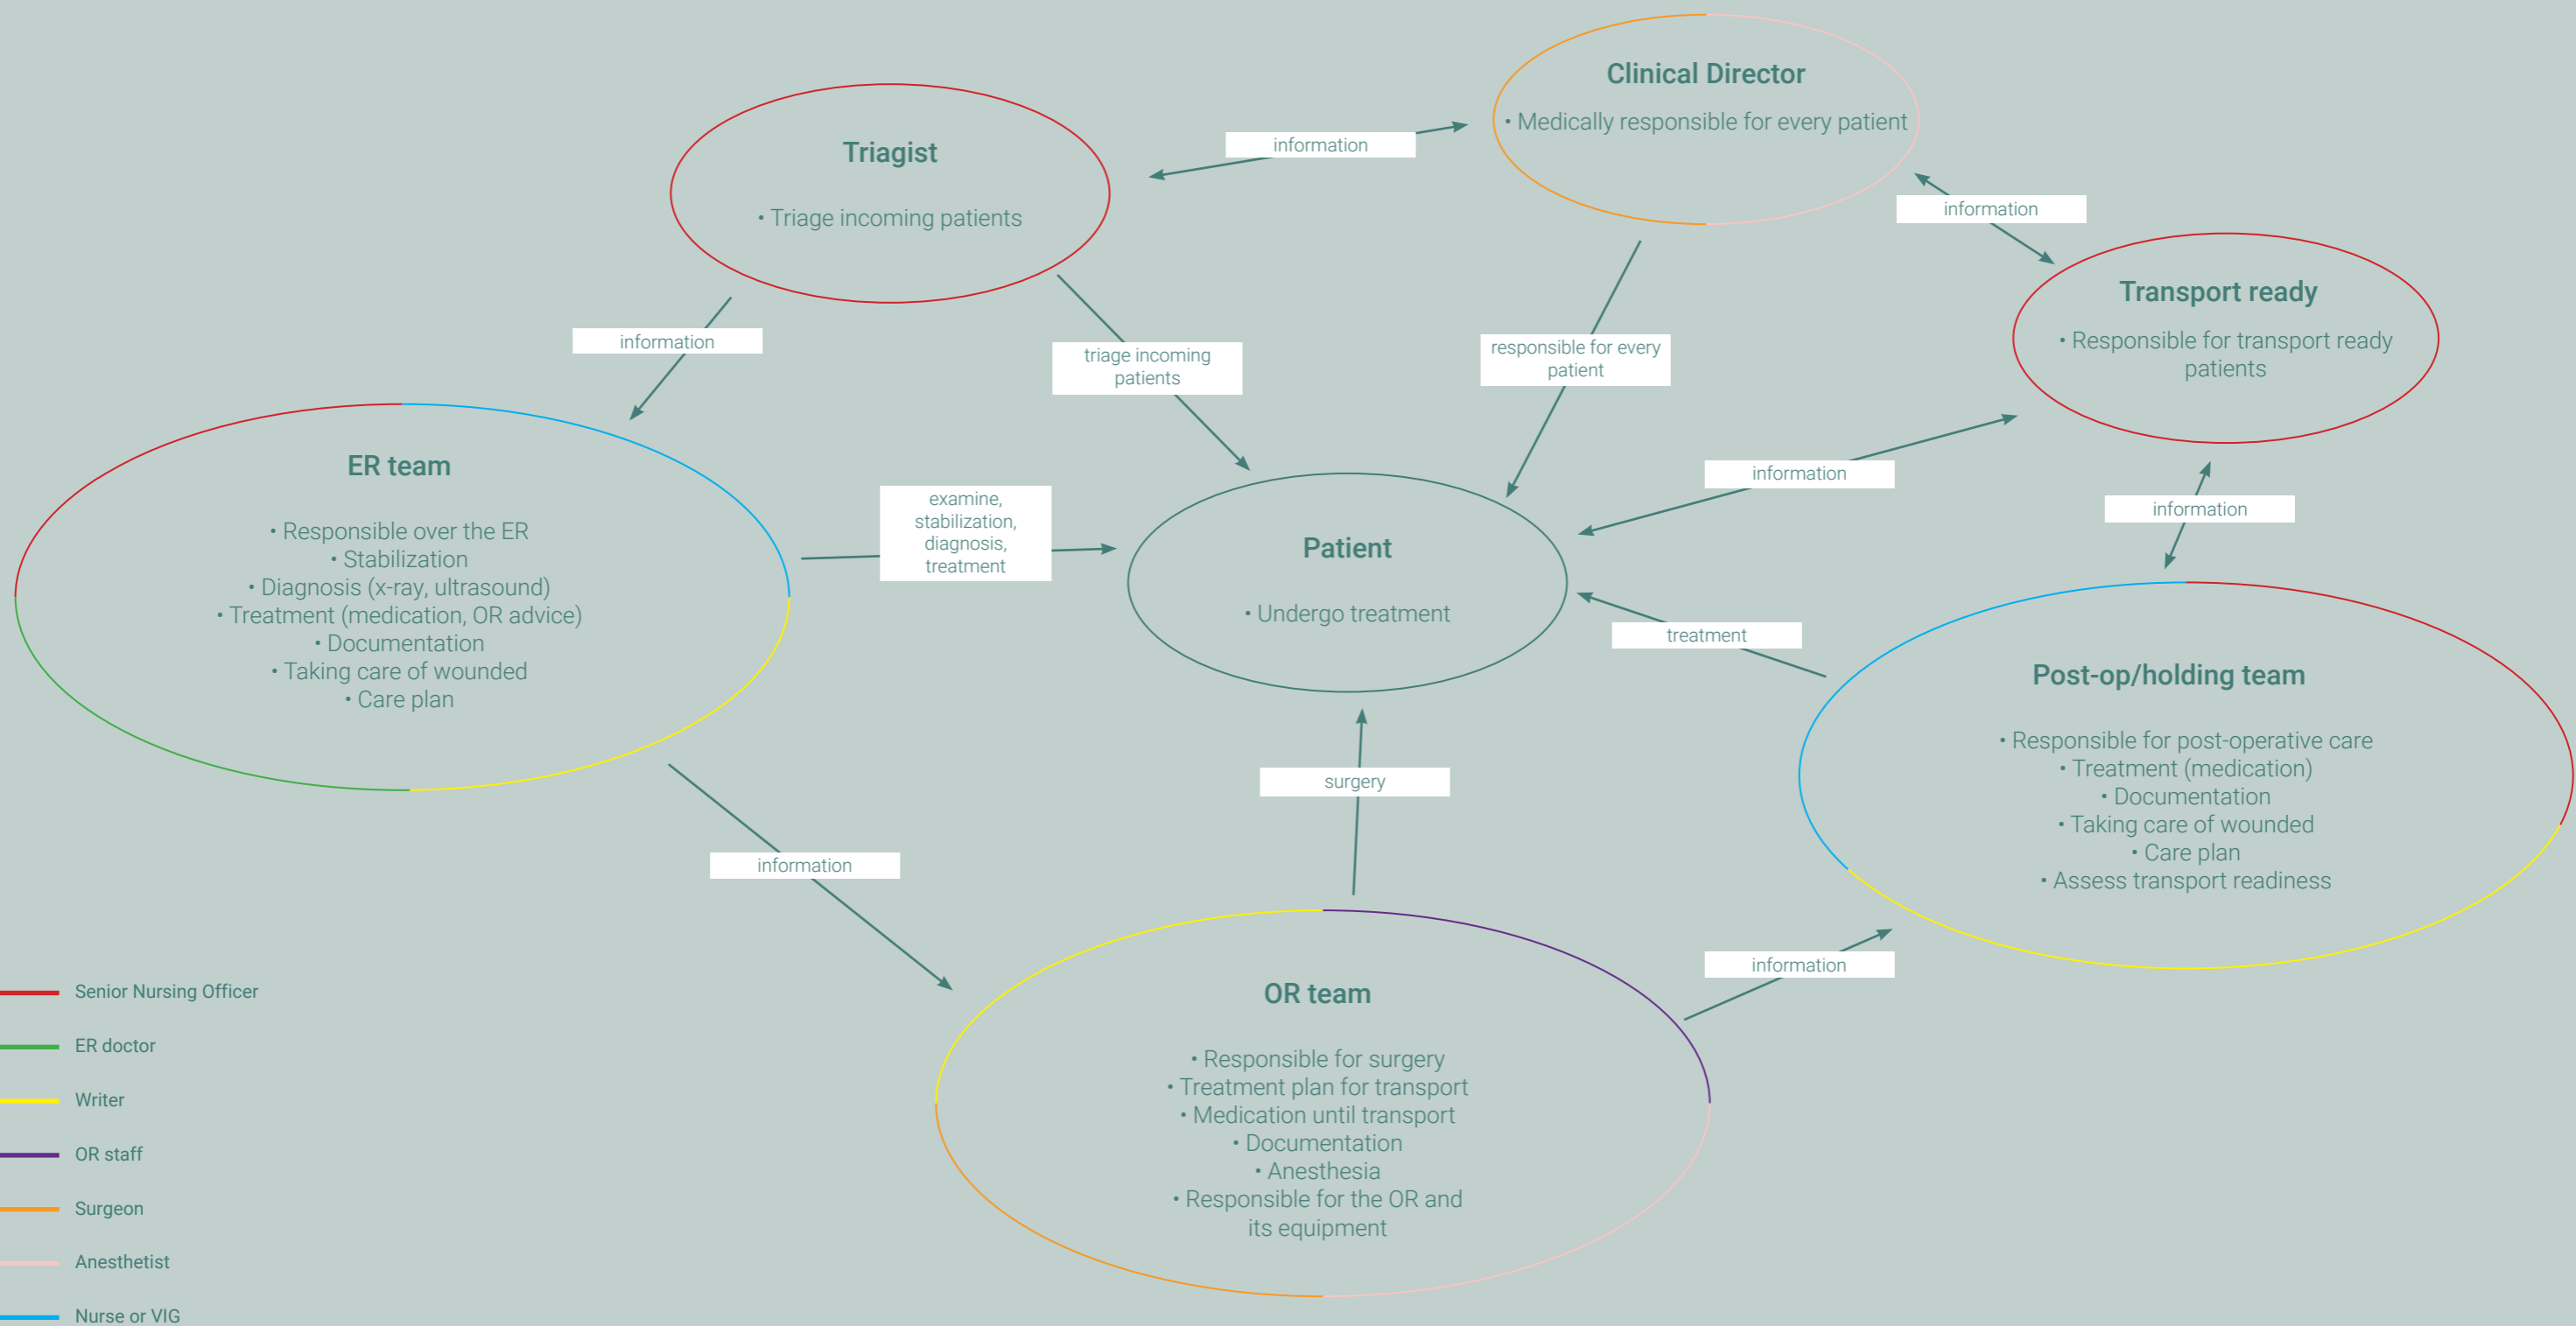 Clinical Director
• Medically responsible for every patient
Triagist
• Triage incoming patients
information
information
Transport ready
• Responsible for transport ready
patients
information
triage incoming
patients
responsible for every
patient
ER team
• Responsible over the ER
• Stabilization
• Diagnosis (x-ray, ultrasound)
• Treatment (medication, OR advice)
• Documentation
• Taking care of wounded
• Care plan
examine,
stabilization,
diagnosis,
treatment
information
information
Patient
• Undergo treatment
treatment
Post-op/holding team
• Responsible for post-operative care
• Treatment (medication)
• Documentation
• Taking care of wounded
• Care plan
• Assess transport readiness
surgery
information
information
OR team
• Responsible for surgery
• Treatment plan for transport
• Medication until transport
• Documentation
• Anesthesia
• Responsible for the OR and
its equipment
Senior Nursing Officer
ER doctor
Writer
OR staff
Surgeon
Anesthetist
Nurse or VIG